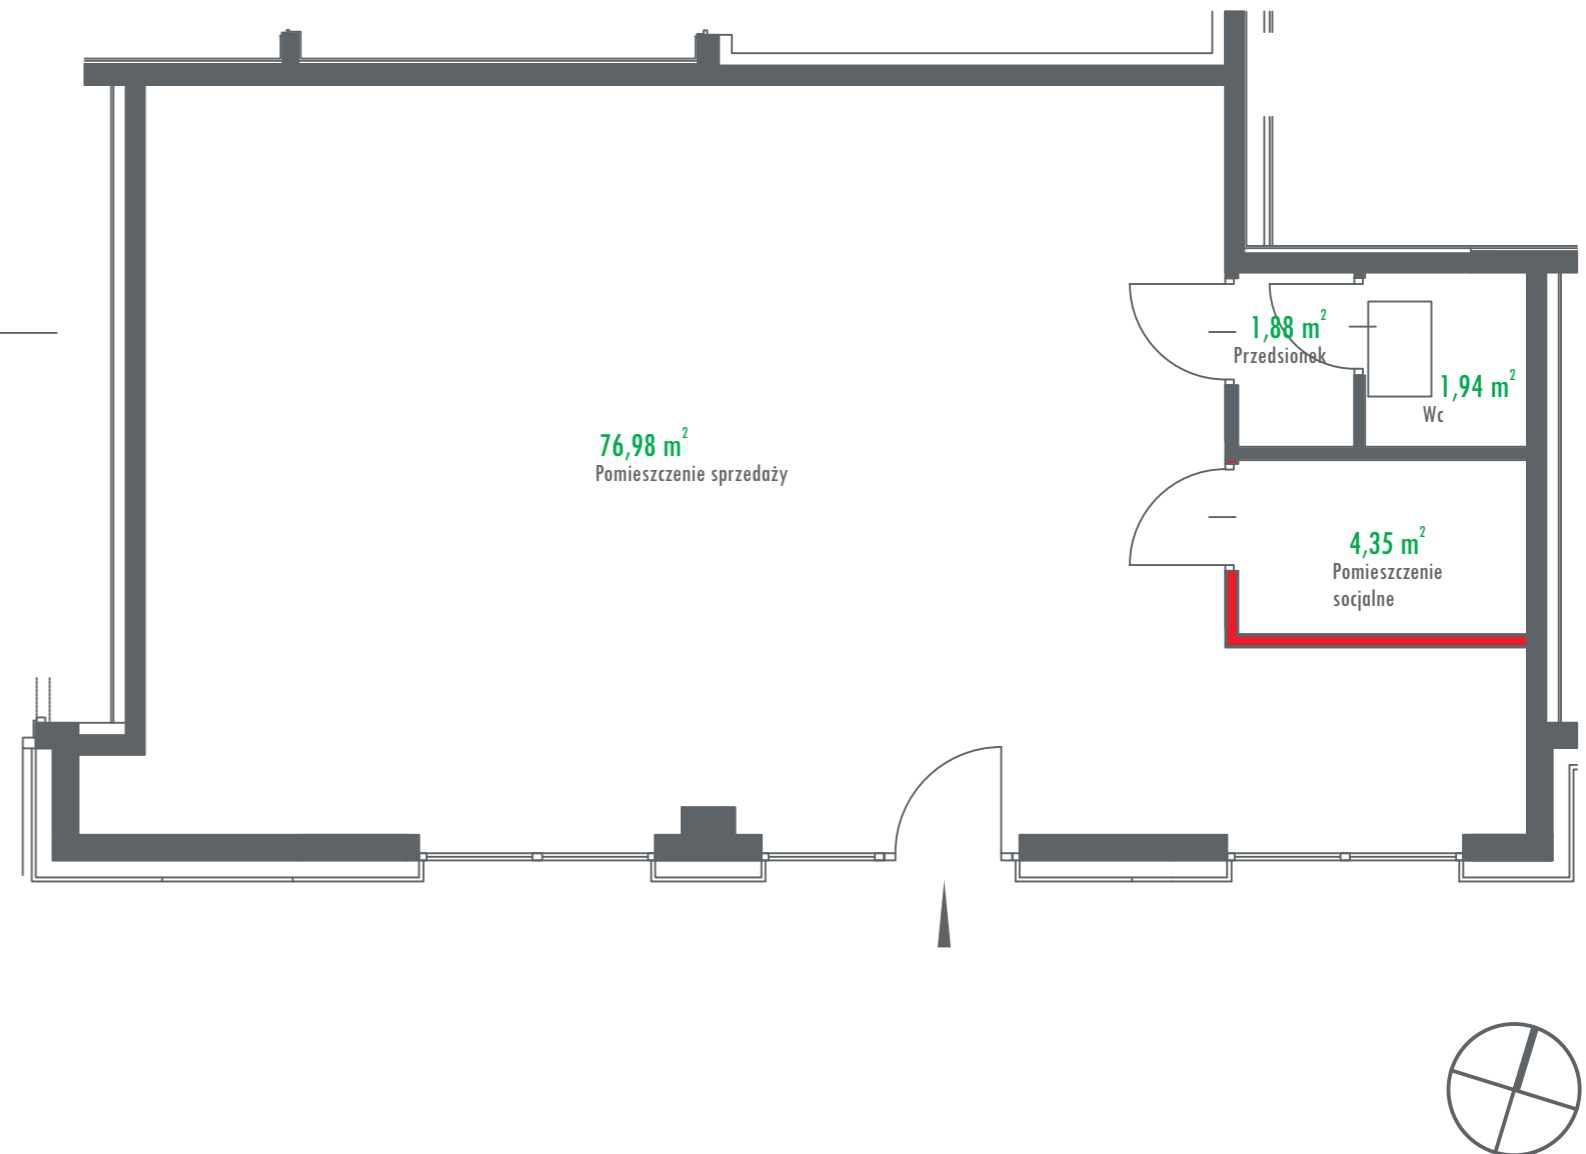 1,88 m²
Przedsionek
1,94 m²
Wc
76,98 m²
Pomieszczenie sprzedaży
4,35 m²
Pomieszczenie
socjalne